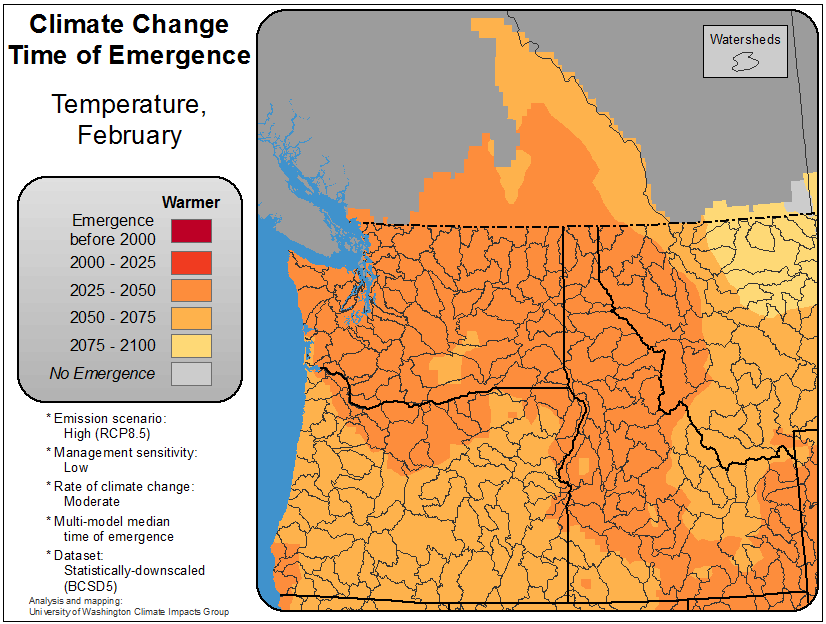 Climate Change
Time of Emergence
Temperature,
February
Warmer
Emergence
before 2000
2000 - 2025
2025 - 2050
2050 - 2075
2075 - 2100
No Emergence
* Emission scenario:
High (RCP8.5)
* Management sensitivity:
Low
* Rate of climate change:
Moderate
* Multi-model median
time of emergence
* Dataset:
Statistically-downscaled
(BCSD5)
Analysis and mapping:
University of Washington Climate Impacts Group
Watersheds